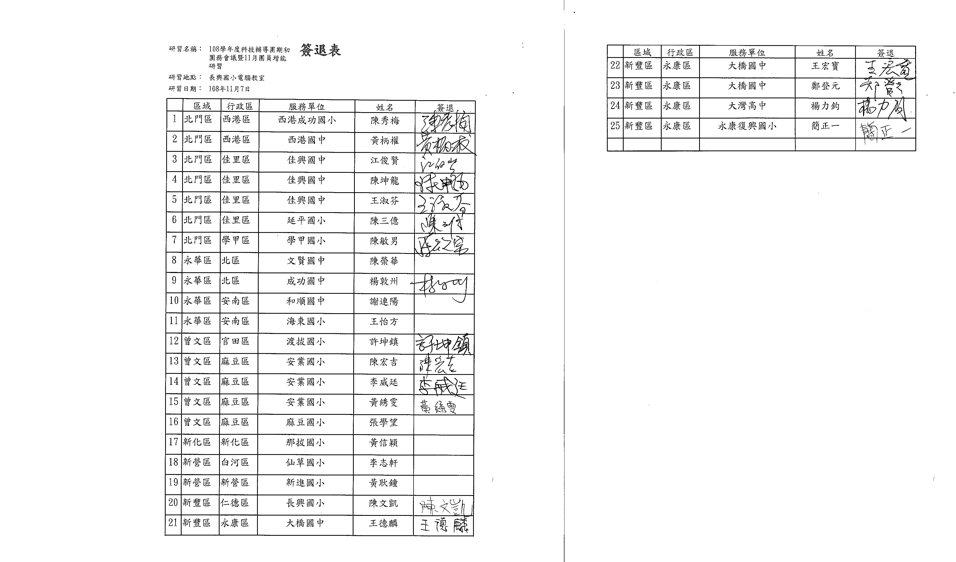 簽退表
研習名稱： 108學年度科技輔導團期初
團務會議暨11月團員增能
研習
研習地點： 長興國小電腦教室
研習日期： 108年11月7日
區域 行政區 服務單位 姓名 簽退
1 北門區 西港區 西港成功國小 陳秀梅 陳秀梅
2 北門區 西港區 西港國中 黃柄權
3 北門區 佳里區 佳興國中 江俊賢
4 北門區 佳里區 佳興國中 陳坤龍
5 北門區 佳里區 佳興國中 王淑芬 王淑芬
6 北門區 佳里區 延平國小 陳三億
7 北門區 學甲區 學甲國小 陳敏男
8 永華區 北區 文賢國中 陳榮華
9 永華區 北區 成功國中 楊敦州
10 永華區 安南區 和順國中 謝連陽
11 永華區 安南區 海東國小 王怡方
12 曾文區 官田區 渡拔國小 許坤鎮 許坤鎮
13 曾文區 麻豆區 安業國小 陳宏吉 陳宏吉
14 曾文區 麻豆區 安業國小 李威廷 李威廷
15 曾文區 麻豆區 安業國小 黃綉雯 黃綉雯
16 曾文區 麻豆區 麻豆國小 張學堃
17 新化區 新化區 那拔國小 黃信穎
18 新營區 白河區 仙草國小 李志軒
19 新營區 新營區 新進國小 黃歆鐘
20 新豐區 仁德區 長興國小 陳文凱 陳文凱
21 新豐區 永康區 大橋國中 王德麟 王德麟
區域 行政區 服務單位 姓名 簽退
22 新豐區 永康區 大橋國中 王宏寶 王宏寶
23 新豐區 永康區 大橋國中 鄭登元
24 新豐區 永康區 大灣高中 楊力鈞 楊力鈞
25 新豐區 永康區 永康復興國小 簡正一 簡正一